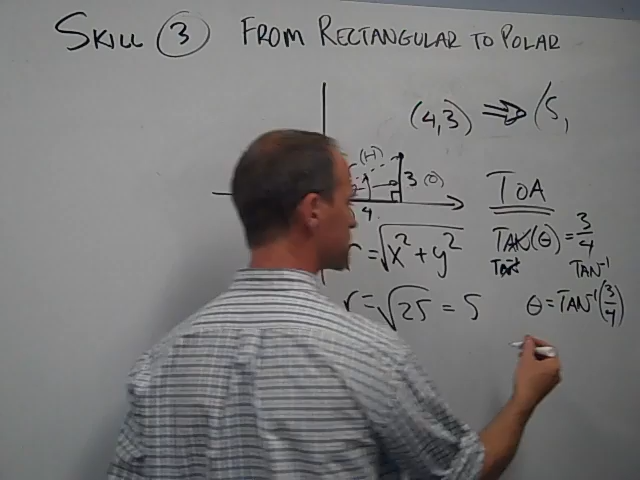 SKILL 3 FROM RECTANGULAR TO POLAR
(4,3) ⇒ (5,
(H)
3 (O)
4
TOA
TAN(θ) = 3/4
TAN TAN⁻¹
r = √x² + y²
r = √25 = 5
θ = TAN⁻¹(3/4)